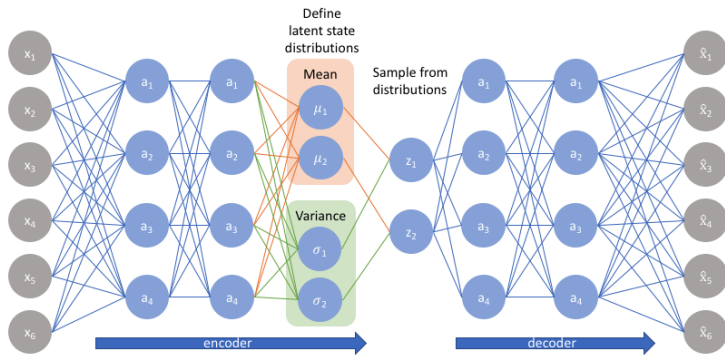 Define
latent state
distributions
Mean
Sample from
distributions
Variance
x₁
x₂
x₃
x₄
x₅
x₆
a₁
a₂
a₃
a₄
a₁
a₂
a₃
a₄
μ₁
μ₂
σ₁
σ₂
z₁
z₂
a₁
a₂
a₃
a₄
a₁
a₂
a₃
a₄
x̂₁
x̂₂
x̂₃
x̂₄
x̂₅
x̂₆
encoder
decoder